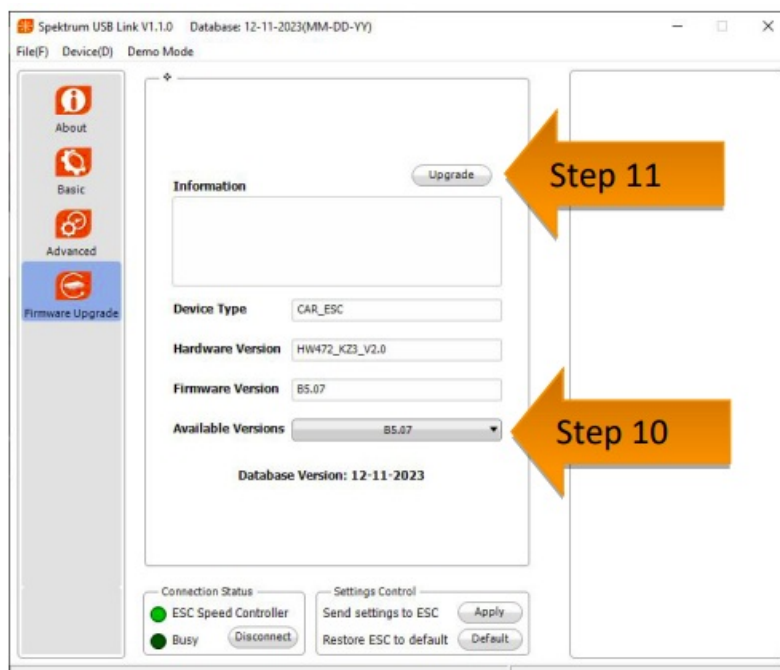 Spektrum USB Link V1.1.0 Database: 12-11-2023(MM-DD-YY)
File(F) Device(D) Demo Mode
About
Basic
Advanced
Firmware Upgrade
Upgrade
Step 11
Information
Device Type CAR_ESC
Hardware Version HW472_KZ3_V2.0
Firmware Version B5.07
Available Versions B5.07
Step 10
Database Version: 12-11-2023
Connection Status
ESC Speed Controller
Busy Disconnect
Settings Control
Send settings to ESC Apply
Restore ESC to default Default